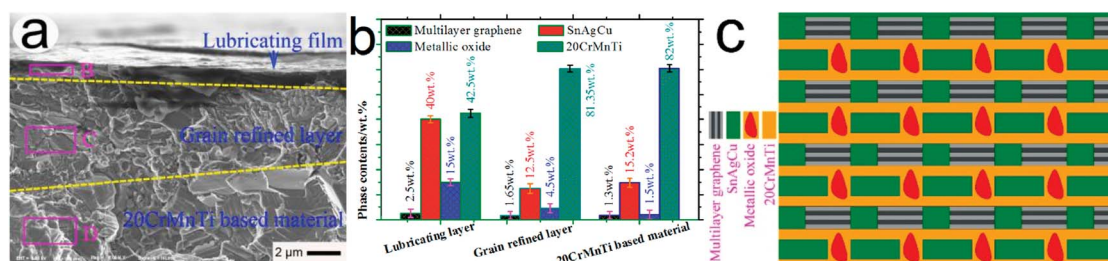 a
Lubricating film
B
Grain refined layer
C
20CrMnTi based material
D
2 μm
b
Multilayer graphene
SnAgCu
Metallic oxide
20CrMnTi
Phase contents/wt.%
2.5wt.%
40wt.%
15wt.%
42.5wt.%
1.65wt.%
12.5wt.%
4.5wt.%
81.35wt.%
1.3wt.%
15.2wt.%
1.5wt.%
82wt.%
Lubricating layer
Grain refined layer
20CrMnTi based material
c
Multilayer graphene
SnAgCu
Metallic oxide
20CrMnTi